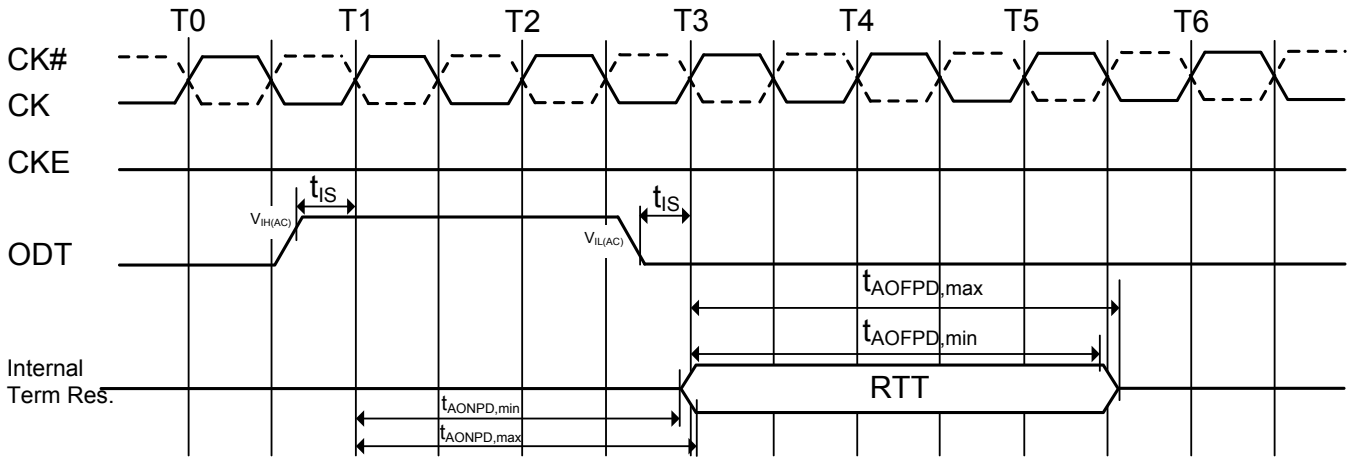 T0 T1 T2 T3 T4 T5 T6
CK#
CK
CKE
tIS
tIS
VIH(AC)
VIL(AC)
ODT
tAOFPD,max
tAOFPD,min
Internal
Term Res.
RTT
tAONPD,min
tAONPD,max